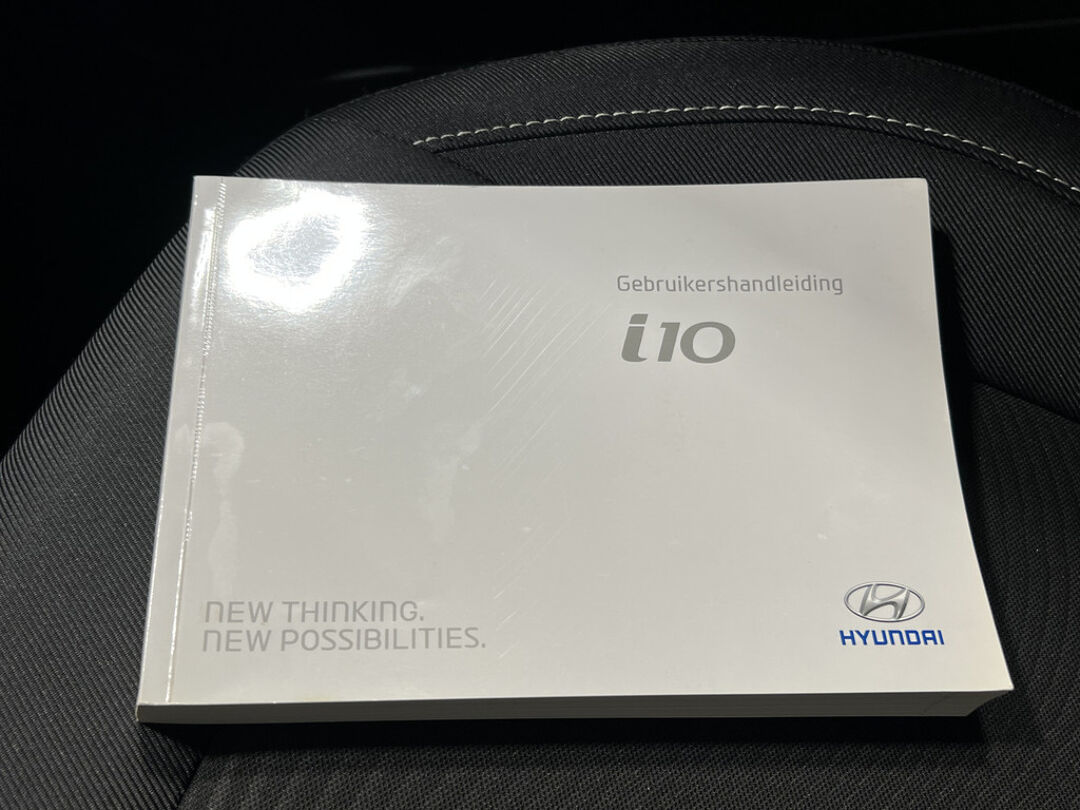 Gebruikershandleiding
i10
NEW THINKING.
NEW POSSIBILITIES.
HYUNDAI